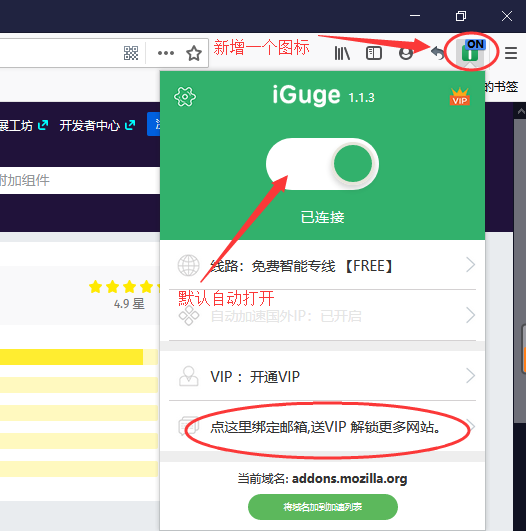 新增一个图标
ON
的书签
iGuge 1.1.3
VIP
展工坊
开发者中心
附加组件
已连接
线路：免费智能专线 【FREE】
4.9 星
默认自动打开
自动加速国外IP：已开启
VIP ：开通VIP
点这里绑定邮箱,送VIP 解锁更多网站。
当前域名: addons.mozilla.org
将域名加到加速列表